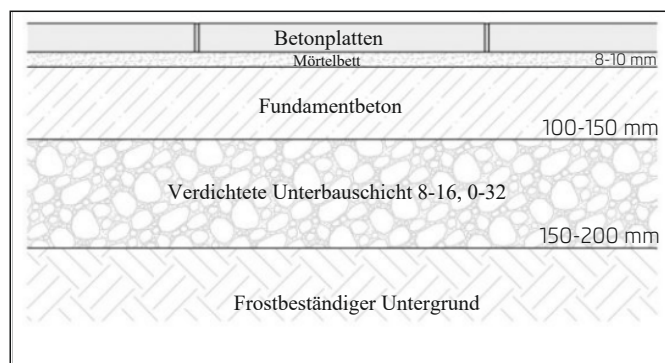 Betonplatten
Mörtelbett
8-10 mm
Fundamentbeton
100-150 mm
Verdichtete Unterbauschicht 8-16, 0-32
150-200 mm
Frostbeständiger Untergrund